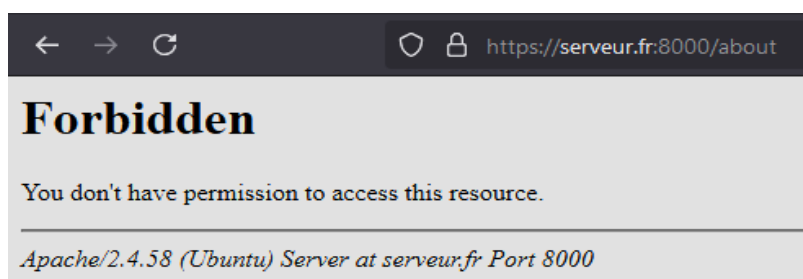 https://serveur.fr:8000/about
Forbidden
You don't have permission to access this resource.
Apache/2.4.58 (Ubuntu) Server at serveur.fr Port 8000